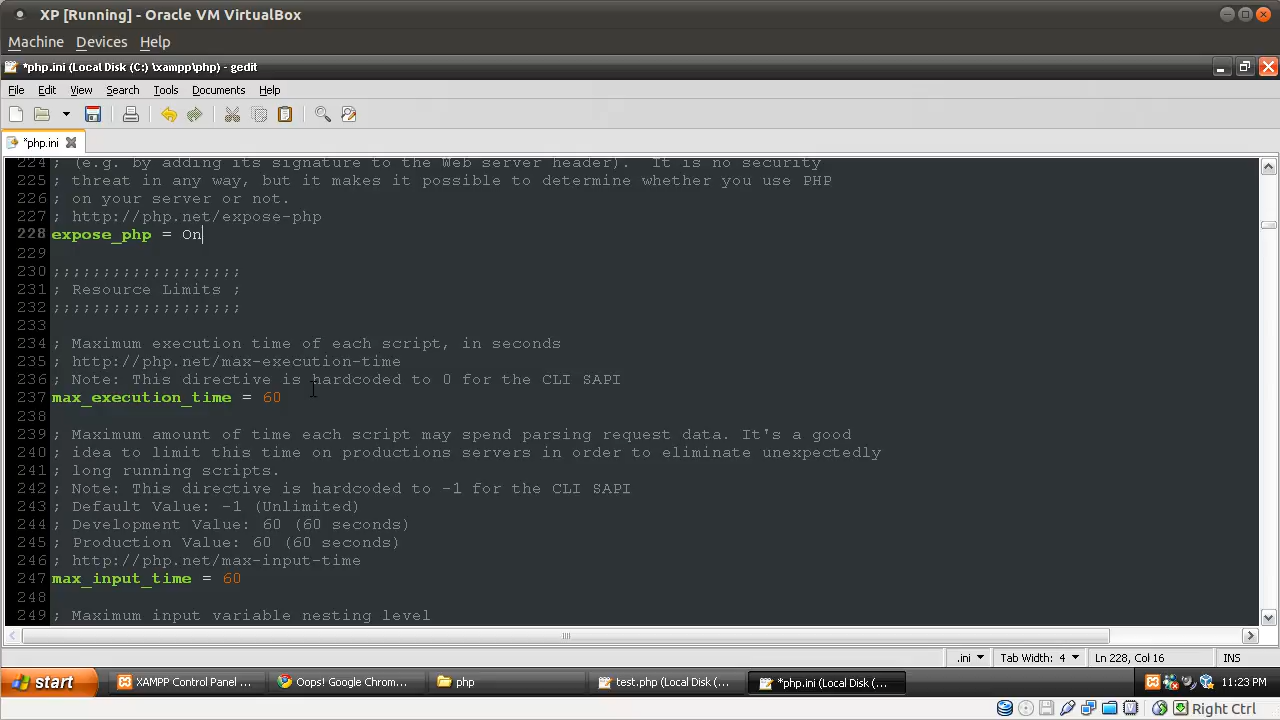 XP [Running] - Oracle VM VirtualBox
Machine Devices Help
*php.ini (Local Disk (C:) \xampp\php) - gedit
File Edit View Search Tools Documents Help
*php.ini
224 ; (e.g. by adding its signature to the Web server header).  It is no security
225 ; threat in any way, but it makes it possible to determine whether you use PHP
226 ; on your server or not.
227 ; http://php.net/expose-php
228 expose_php = On
229
230 ;;;;;;;;;;;;;;;;;;;
231 ; Resource Limits ;
232 ;;;;;;;;;;;;;;;;;;;
233
234 ; Maximum execution time of each script, in seconds
235 ; http://php.net/max-execution-time
236 ; Note: This directive is hardcoded to 0 for the CLI SAPI
237 max_execution_time = 60
238
239 ; Maximum amount of time each script may spend parsing request data. It's a good
240 ; idea to limit this time on productions servers in order to eliminate unexpectedly
241 ; long running scripts.
242 ; Note: This directive is hardcoded to -1 for the CLI SAPI
243 ; Default Value: -1 (Unlimited)
244 ; Development Value: 60 (60 seconds)
245 ; Production Value: 60 (60 seconds)
246 ; http://php.net/max-input-time
247 max_input_time = 60
248
249 ; Maximum input variable nesting level
.ini Tab Width: 4 Ln 228, Col 16 INS
start XAMPP Control Panel ... Oops! Google Chrom... php test.php (Local Disk (... *php.ini (Local Disk (... 11:23 PM
Right Ctrl